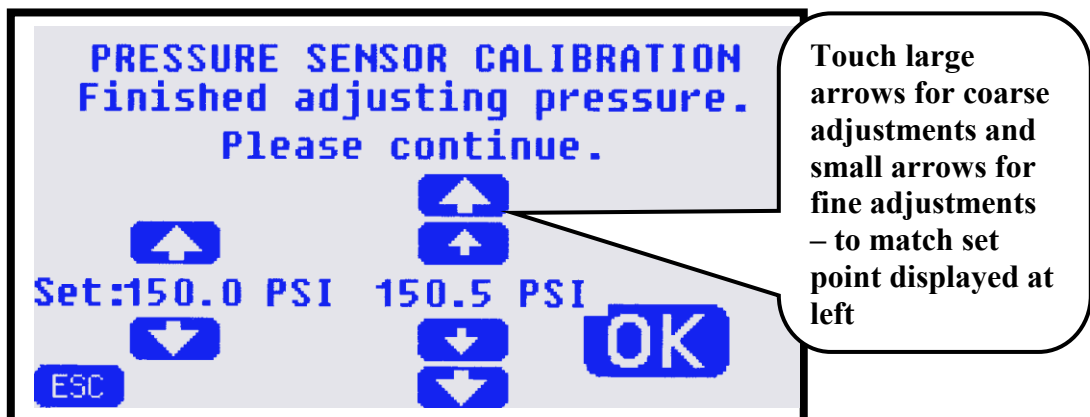 PRESSURE SENSOR CALIBRATION
Finished adjusting pressure.
Please continue.
Set:150.0 PSI 150.5 PSI
OK
ESC
Touch large
arrows for coarse
adjustments and
small arrows for
fine adjustments
– to match set
point displayed at
left